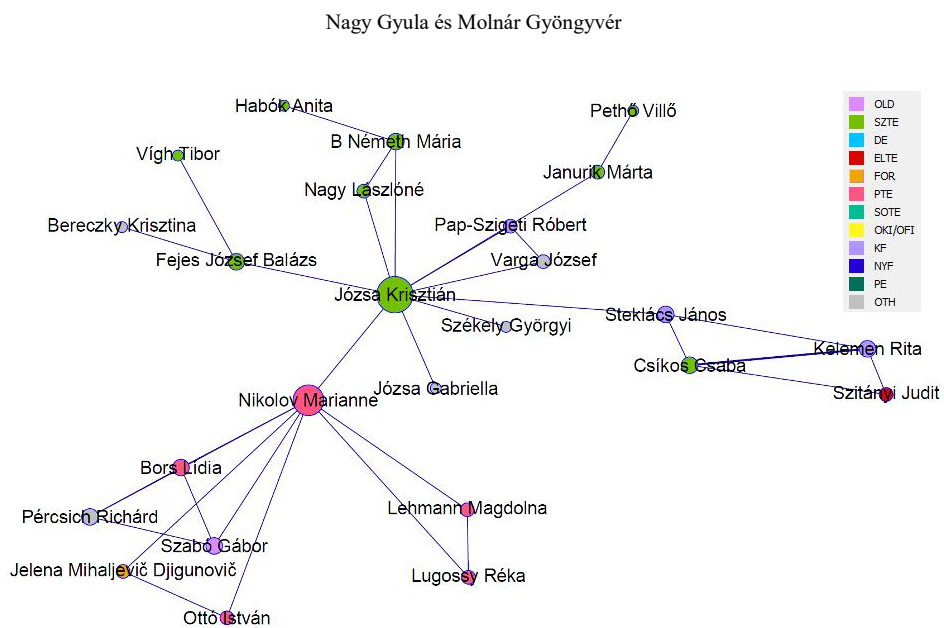 Nagy Gyula és Molnár Gyöngyvér
Habók Anita
Pethő Villő
B Németh Mária
Vígh Tibor
Janurik Márta
Nagy Lászlóné
Bereczky Krisztina
Pap-Szigeti Róbert
Fejes József Balázs
Varga József
Józsa Krisztián
Steklács János
Székely Györgyi
Kelemen Rita
Csíkos Csaba
Józsa Gabriella
Szitányi Judit
Nikolov Marianne
Bors Lídia
Lehmann Magdolna
Pércsich Richárd
Szabó Gábor
Jelena Mihaljevič Djigunovič
Lugossy Réka
Ottó István
OLD
SZTE
DE
ELTE
FOR
PTE
SOTE
OKI/OFI
KF
NYF
PE
OTH